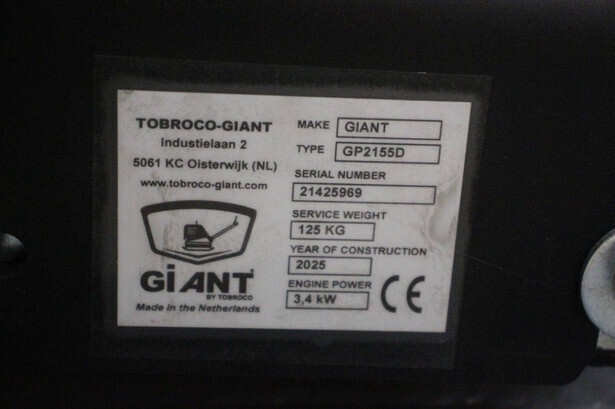 TOBROCO-GIANT
Industielaan 2
5061 KC Oisterwijk (NL)
www.tobroco-giant.com
GiANT
BY TOBROCO
Made in the Netherlands
MAKE GIANT
TYPE GP2155D
SERIAL NUMBER
21425969
SERVICE WEIGHT
125 KG
YEAR OF CONSTRUCTION
2025
ENGINE POWER
3,4 kW
CE